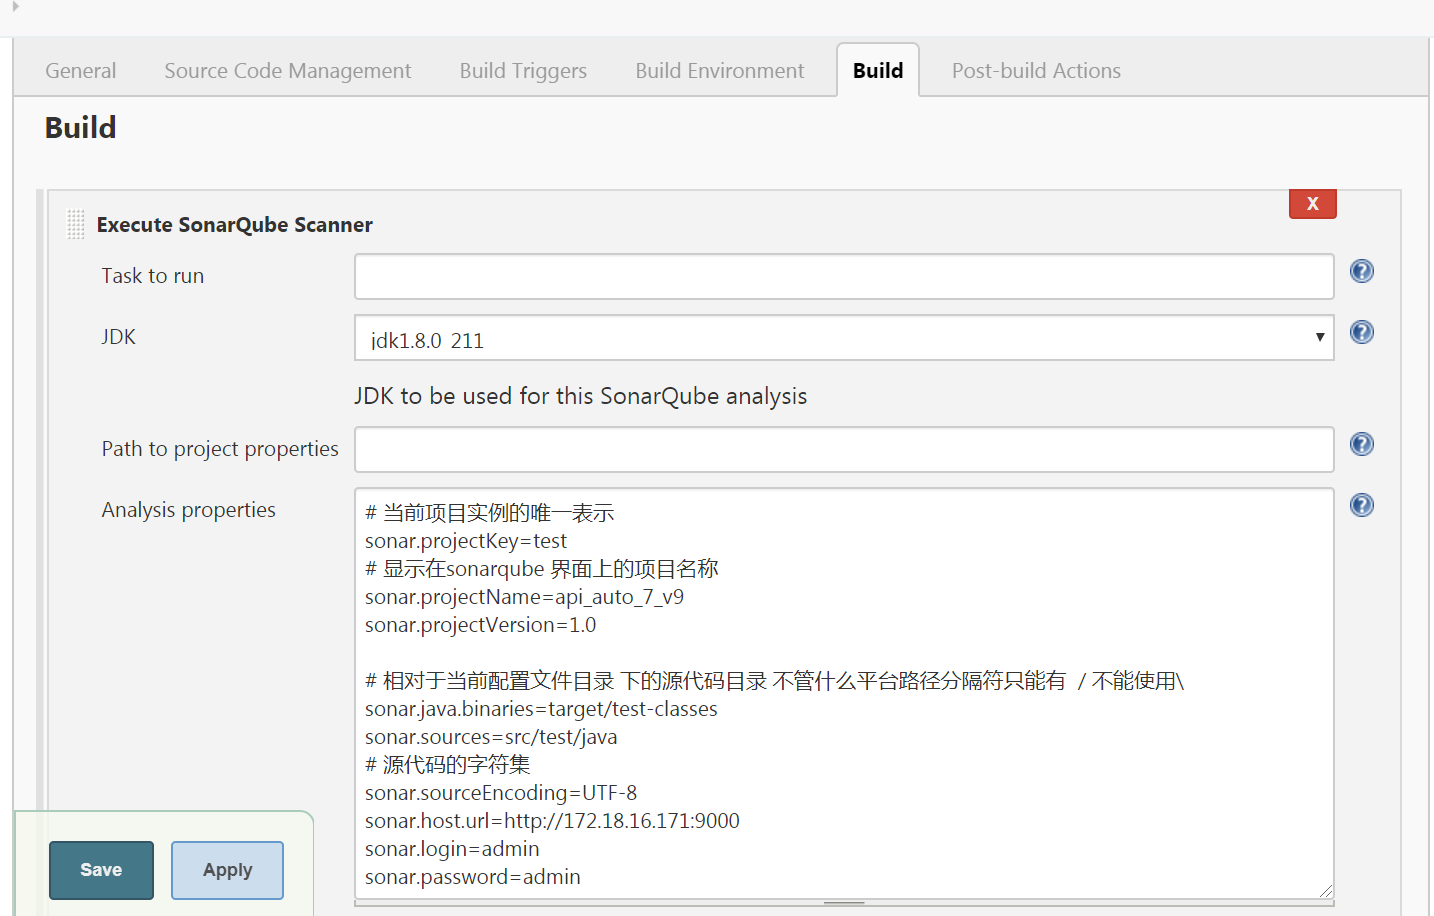 General Source Code Management Build Triggers Build Environment Build Post-build Actions
Build
X
Execute SonarQube Scanner
Task to run
?
JDK
jdk1.8.0_211
?
JDK to be used for this SonarQube analysis
Path to project properties
?
Analysis properties
?
# 当前项目实例的唯一表示
sonar.projectKey=test
# 显示在sonarqube 界面上的项目名称
sonar.projectName=api_auto_7_v9
sonar.projectVersion=1.0
# 相对于当前配置文件目录 下的源代码目录 不管什么平台路径分隔符只能有 / 不能使用\
sonar.java.binaries=target/test-classes
sonar.sources=src/test/java
# 源代码的字符集
sonar.sourceEncoding=UTF-8
sonar.host.url=http://172.18.16.171:9000
sonar.login=admin
sonar.password=admin
Save Apply